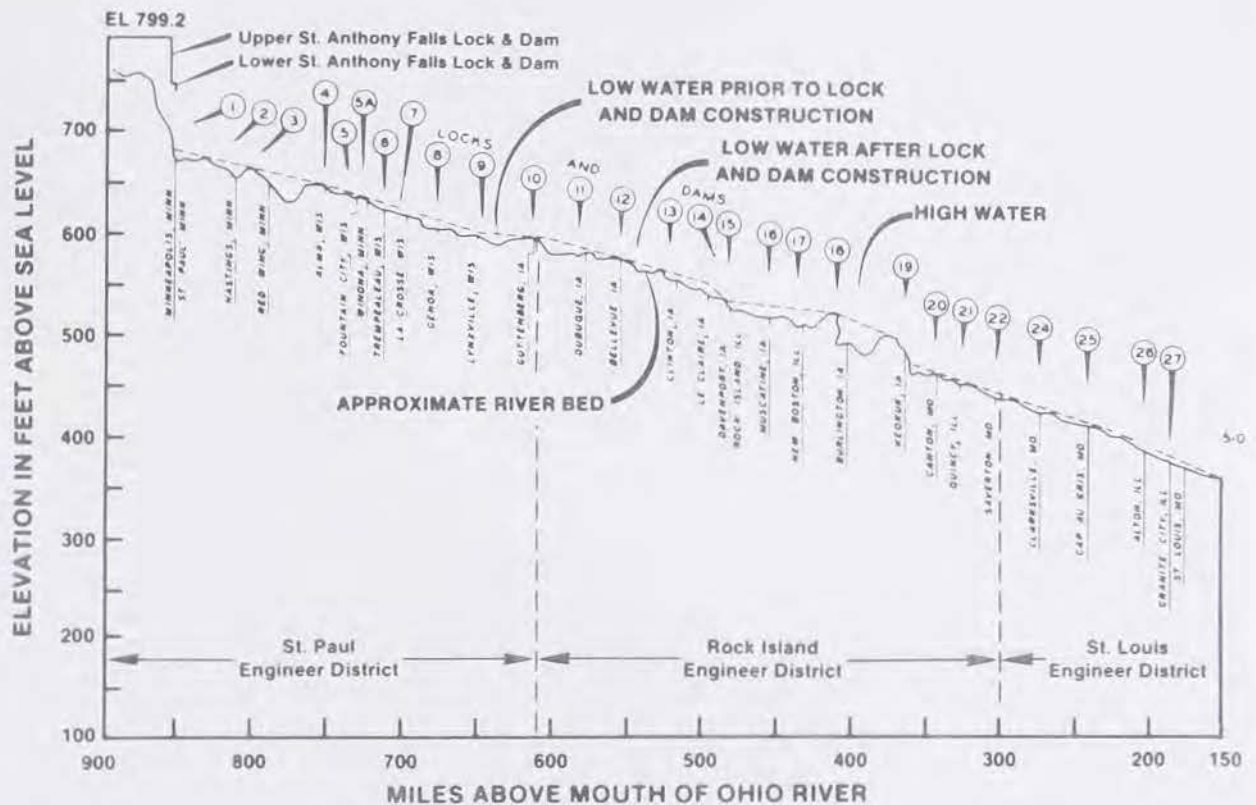 EL 799.2
Upper St. Anthony Falls Lock & Dam
Lower St. Anthony Falls Lock & Dam
LOW WATER PRIOR TO LOCK
AND DAM CONSTRUCTION
LOW WATER AFTER LOCK
AND DAM CONSTRUCTION
HIGH WATER
LOCKS AND DAMS
1
2
3
4
5
5A
6
7
8
9
10
11
12
13
14
15
16
17
18
19
20
21
22
24
25
26
27
APPROXIMATE RIVER BED
MINNEAPOLIS, MINN
ST PAUL MINN
HASTINGS, MINN
RED WING, MINN
ALMA, WIS
FOUNTAIN CITY, WIS
WINONA, MINN
TREMPEALEAU, WIS
LA CROSSE WIS
GENOA, WIS
LYNXVILLE, WIS
GUTTENBERG, IA
DUBUQUE, IA
BELLEVUE IA
CLINTON, IA
LE CLAIRE, IA
DAVENPORT, IA
ROCK ISLAND, ILL
MUSCATINE, IA
NEW BOSTON, ILL
BURLINGTON, IA
KEOKUK, IA
CANTON, MO
QUINCY, ILL
SAVERTON MO
CLARKSVILLE, MO
CAP AU GRIS, MO
ALTON, ILL
GRANITE CITY, ILL
ST LOUIS, MO
ELEVATION IN FEET ABOVE SEA LEVEL
700
600
500
400
300
200
100
St. Paul
Engineer District
Rock Island
Engineer District
St. Louis
Engineer District
900
800
700
600
500
400
300
200
150
MILES ABOVE MOUTH OF OHIO RIVER